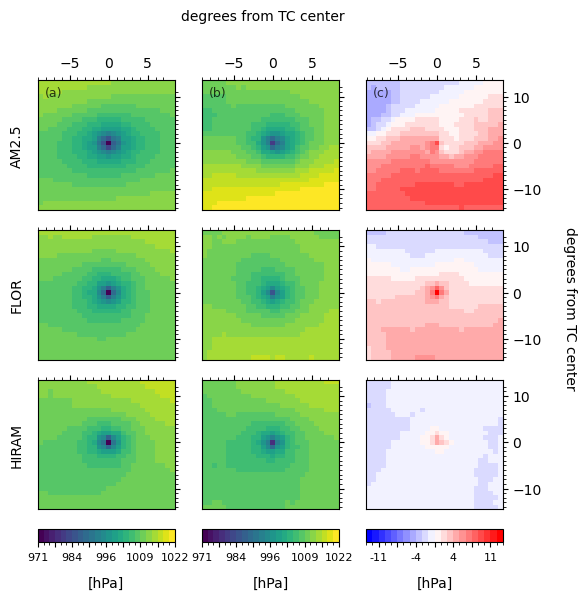 degrees from TC center
−5 0 5 −5 0 5 −5 0 5
(a) (b) (c)
10
AM2.5
0
−10
10
FLOR
0
−10
degrees from TC center
10
HIRAM
0
−10
971 984 996 1009 1022 971 984 996 1009 1022 -11 -4 4 11
[hPa] [hPa] [hPa]